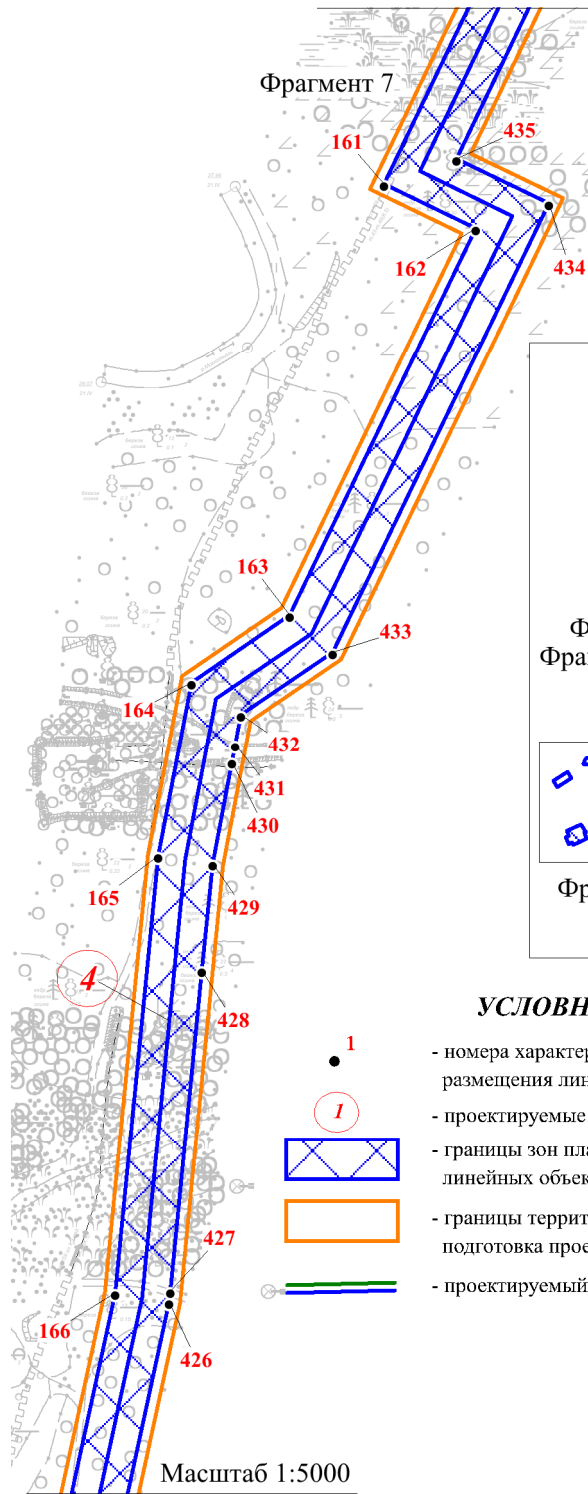 Фрагмент 7
435
161
162
434
163
433
164
432
431
430
165
429
4
428
427
166
426
Масштаб 1:5000
Ф
Фраг
Фр
УСЛОВН
1
- номера характер
размещения лин
1
- проектируемые
- границы зон пла
линейных объек
- границы террит
подготовка прое
- проектируемый